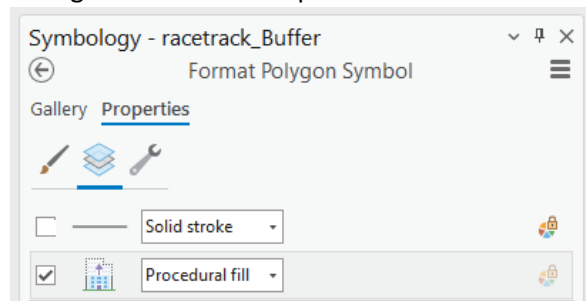 Symbology - racetrack_Buffer
Format Polygon Symbol
Gallery Properties
Solid stroke
Procedural fill